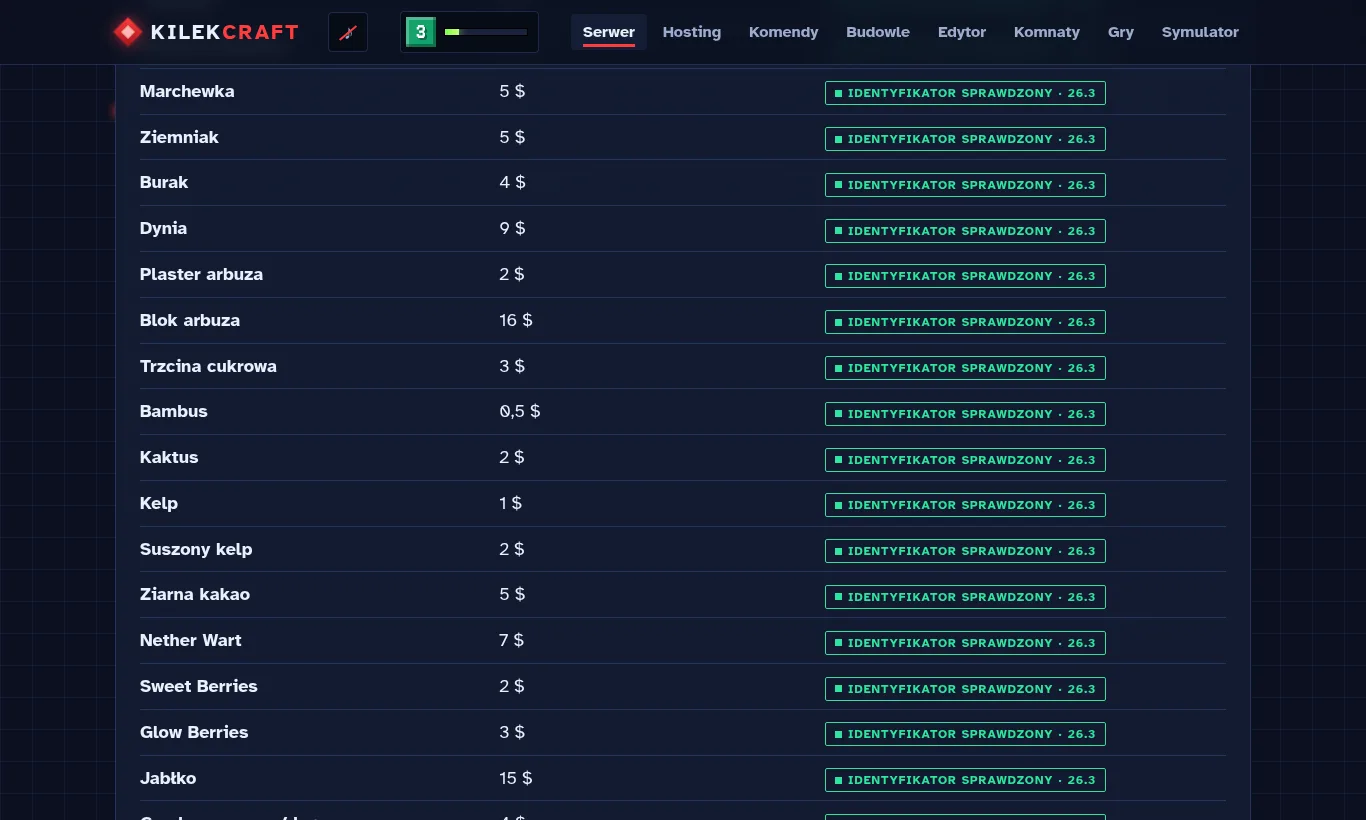 KILEKCRAFT 3 Serwer Hosting Komendy Budowle Edytor Komnaty Gry Symulator
Marchewka 5 $ IDENTYFIKATOR SPRAWDZONY · 26.3
Ziemniak 5 $ IDENTYFIKATOR SPRAWDZONY · 26.3
Burak 4 $ IDENTYFIKATOR SPRAWDZONY · 26.3
Dynia 9 $ IDENTYFIKATOR SPRAWDZONY · 26.3
Plaster arbuza 2 $ IDENTYFIKATOR SPRAWDZONY · 26.3
Blok arbuza 16 $ IDENTYFIKATOR SPRAWDZONY · 26.3
Trzcina cukrowa 3 $ IDENTYFIKATOR SPRAWDZONY · 26.3
Bambus 0,5 $ IDENTYFIKATOR SPRAWDZONY · 26.3
Kaktus 2 $ IDENTYFIKATOR SPRAWDZONY · 26.3
Kelp 1 $ IDENTYFIKATOR SPRAWDZONY · 26.3
Suszony kelp 2 $ IDENTYFIKATOR SPRAWDZONY · 26.3
Ziarna kakao 5 $ IDENTYFIKATOR SPRAWDZONY · 26.3
Nether Wart 7 $ IDENTYFIKATOR SPRAWDZONY · 26.3
Sweet Berries 2 $ IDENTYFIKATOR SPRAWDZONY · 26.3
Glow Berries 3 $ IDENTYFIKATOR SPRAWDZONY · 26.3
Jabłko 15 $ IDENTYFIKATOR SPRAWDZONY · 26.3